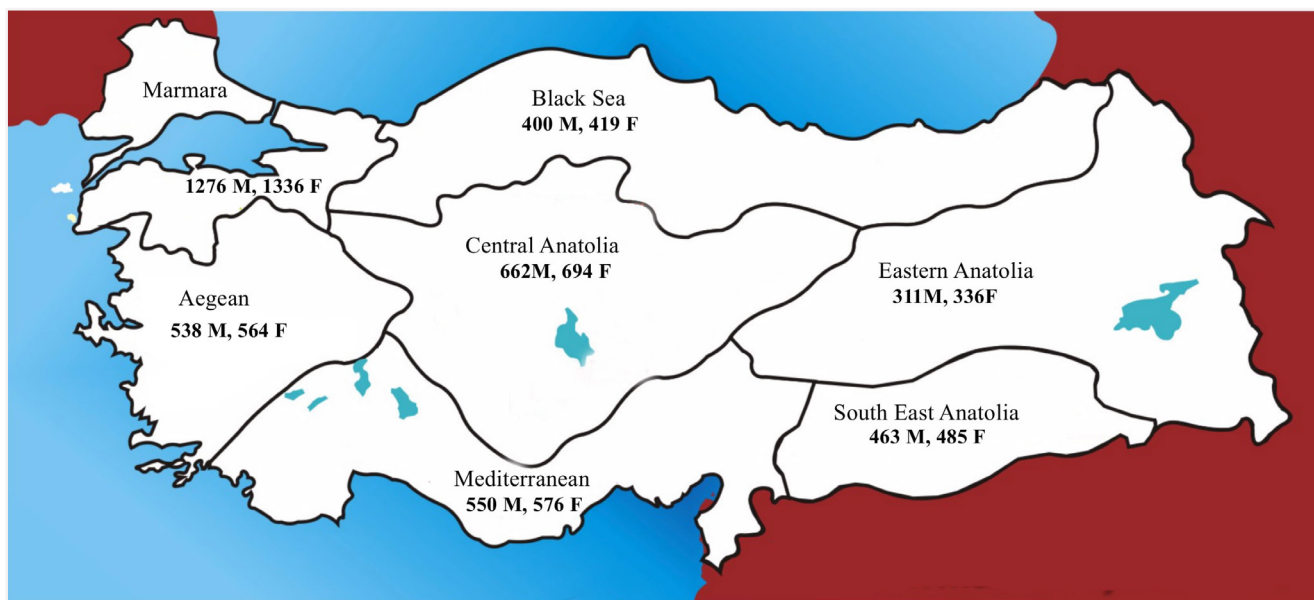 Marmara
1276 M, 1336 F
Black Sea
400 M, 419 F
Central Anatolia
662M, 694 F
Eastern Anatolia
311M, 336F
Aegean
538 M, 564 F
South East Anatolia
463 M, 485 F
Mediterranean
550 M, 576 F